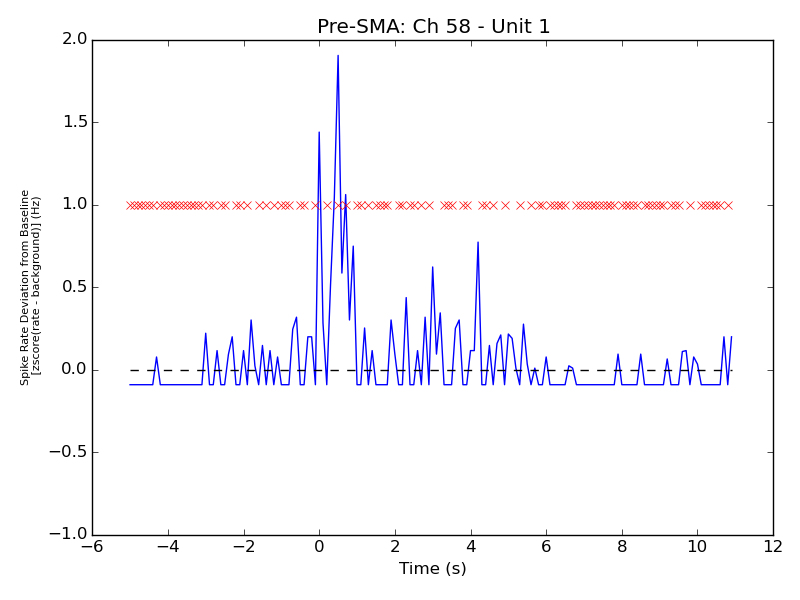 Pre-SMA: Ch 58 - Unit 1
2.0
1.5
1.0
0.5
0.0
−0.5
−1.0
Spike Rate Deviation from Baseline
[zscore(rate - background)] (Hz)
−6 −4 −2 0 2 4 6 8 10 12
Time (s)